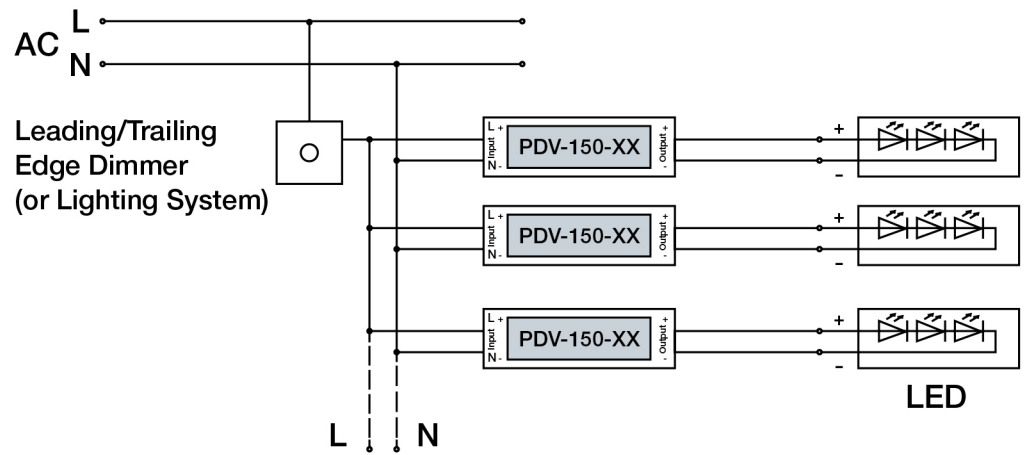 L
AC
N
Leading/Trailing
Edge Dimmer
(or Lighting System)
L +
Input
N -
PDV-150-XX
+
Output
-
+
-
L +
Input
N -
PDV-150-XX
+
Output
-
+
-
L +
Input
N -
PDV-150-XX
+
Output
-
+
-
LED
L N